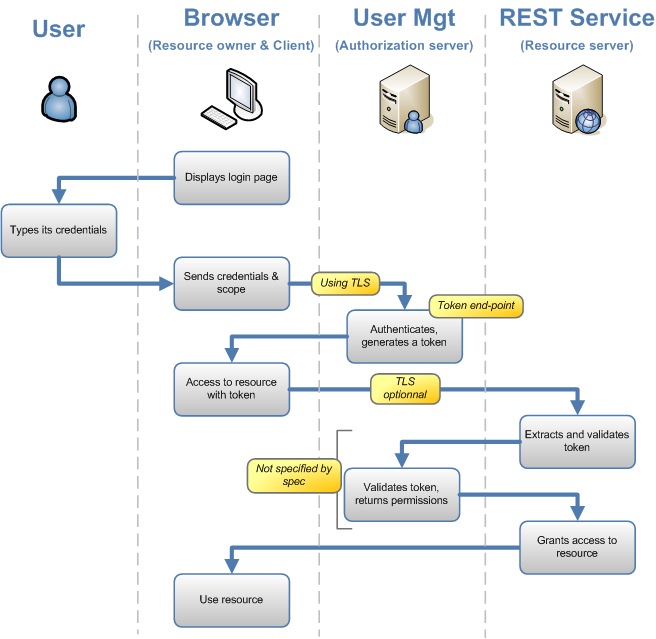 User
Browser
(Resource owner & Client)
User Mgt
(Authorization server)
REST Service
(Resource server)
Displays login page
Types its credentials
Sends credentials &
scope
Using TLS
Token end-point
Authenticates,
generates a token
Access to resource
with token
TLS
optionnal
Extracts and validates
token
Not specified by
spec
Validates token,
returns permissions
Grants access to
resource
Use resource